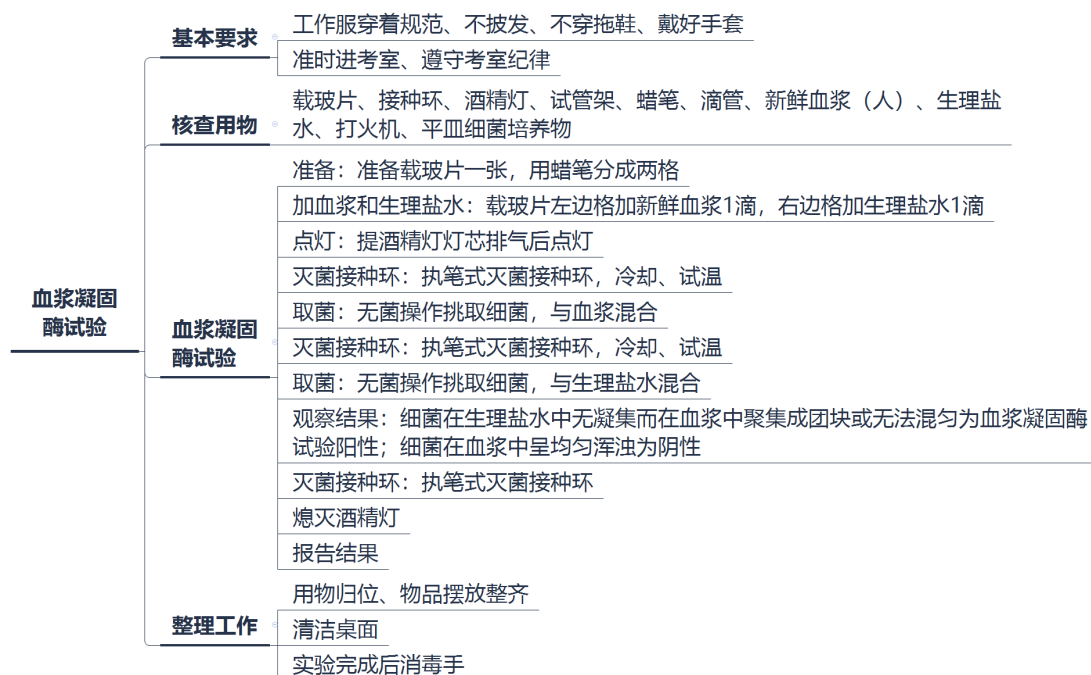 血浆凝固
酶试验
基本要求
工作服穿着规范、不披发、不穿拖鞋、戴好手套
准时进考室、遵守考室纪律
核查用物
载玻片、接种环、酒精灯、试管架、蜡笔、滴管、新鲜血浆（人）、生理盐
水、打火机、平皿细菌培养物
血浆凝固
酶试验
准备：准备载玻片一张，用蜡笔分成两格
加血浆和生理盐水：载玻片左边格加新鲜血浆1滴，右边格加生理盐水1滴
点灯：提酒精灯灯芯排气后点灯
灭菌接种环：执笔式灭菌接种环，冷却、试温
取菌：无菌操作挑取细菌，与血浆混合
灭菌接种环：执笔式灭菌接种环，冷却、试温
取菌：无菌操作挑取细菌，与生理盐水混合
观察结果：细菌在生理盐水中无凝集而在血浆中聚集成团块或无法混匀为血浆凝固酶
试验阳性；细菌在血浆中呈均匀浑浊为阴性
灭菌接种环：执笔式灭菌接种环
熄灭酒精灯
报告结果
整理工作
用物归位、物品摆放整齐
清洁桌面
实验完成后消毒手